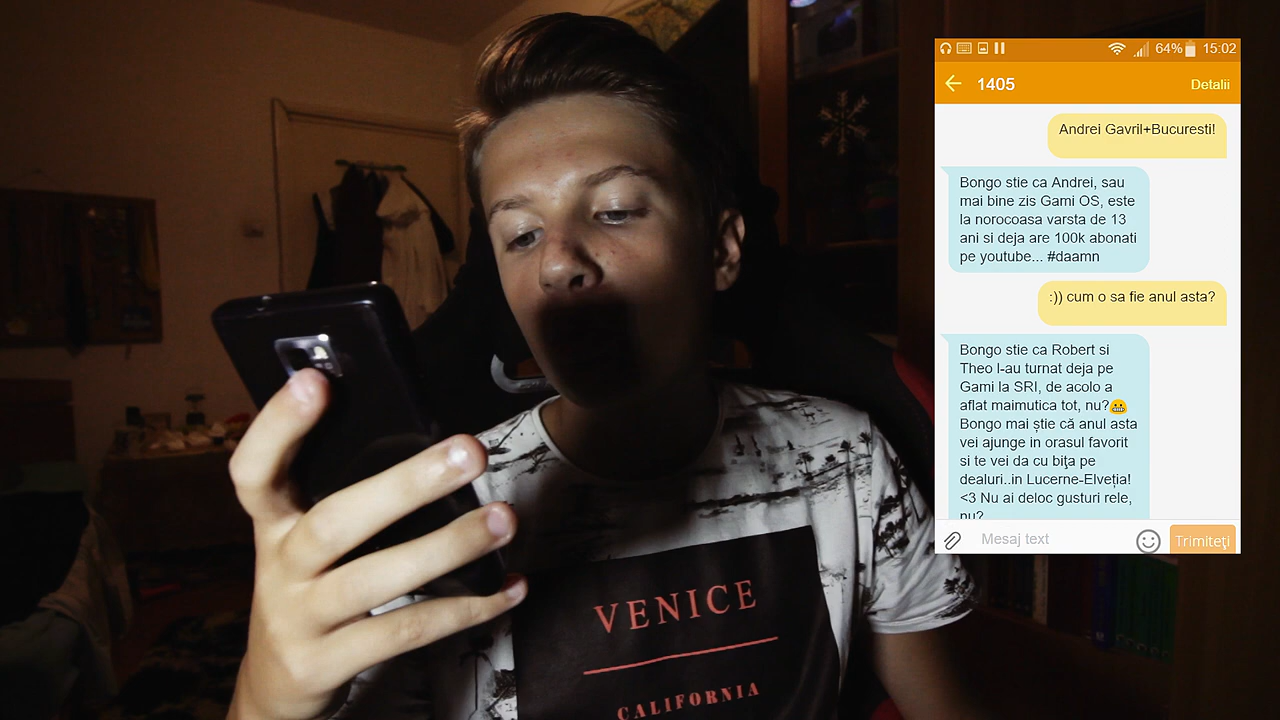 64% 15:02
1405
Detalii
Andrei Gavril+Bucuresti!
Bongo stie ca Andrei, sau
mai bine zis Gami OS, este
la norocoasa varsta de 13
ani si deja are 100k abonati
pe youtube... #daamn
:)) cum o sa fie anul asta?
Bongo stie ca Robert si
Theo l-au turnat deja pe
Gami la SRI, de acolo a
aflat maimutica tot, nu?😬
Bongo mai știe că anul asta
vei ajunge in orasul favorit
si te vei da cu bița pe
dealuri..in Lucerne-Elveția!
<3 Nu ai deloc gusturi rele,
nu?
Mesaj text
Trimiteţi
VENICE
CALIFORNIA